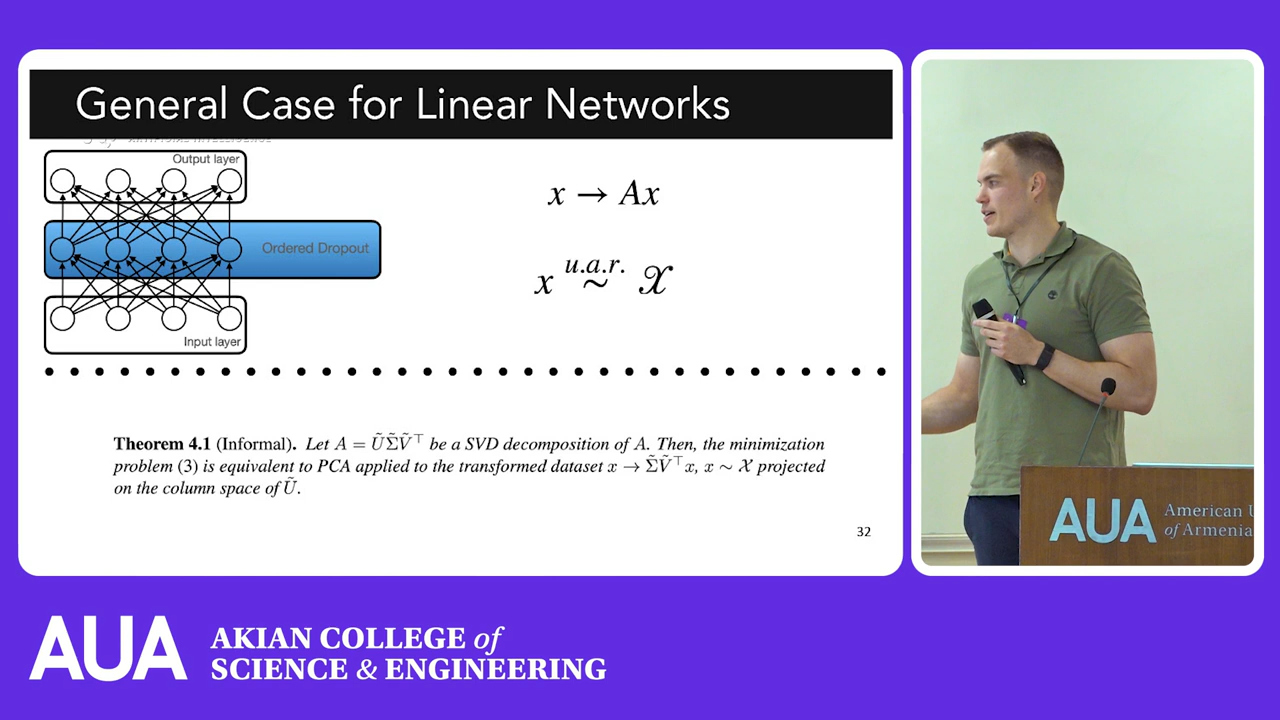 General Case for Linear Networks
ARTIFICIAL INTELLIGENCE
Output layer
Ordered Dropout
Input layer
x → Ax
x u.a.r. ~ 𝒳
Theorem 4.1 (Informal). Let A = ŨΣ̃Ṽ⊤ be a SVD decomposition of A. Then, the minimization
problem (3) is equivalent to PCA applied to the transformed dataset x → Σ̃Ṽ⊤x, x ∼ 𝒳 projected
on the column space of Ũ.
32
AUA American
of Armenia
AUA AKIAN COLLEGE of
SCIENCE & ENGINEERING